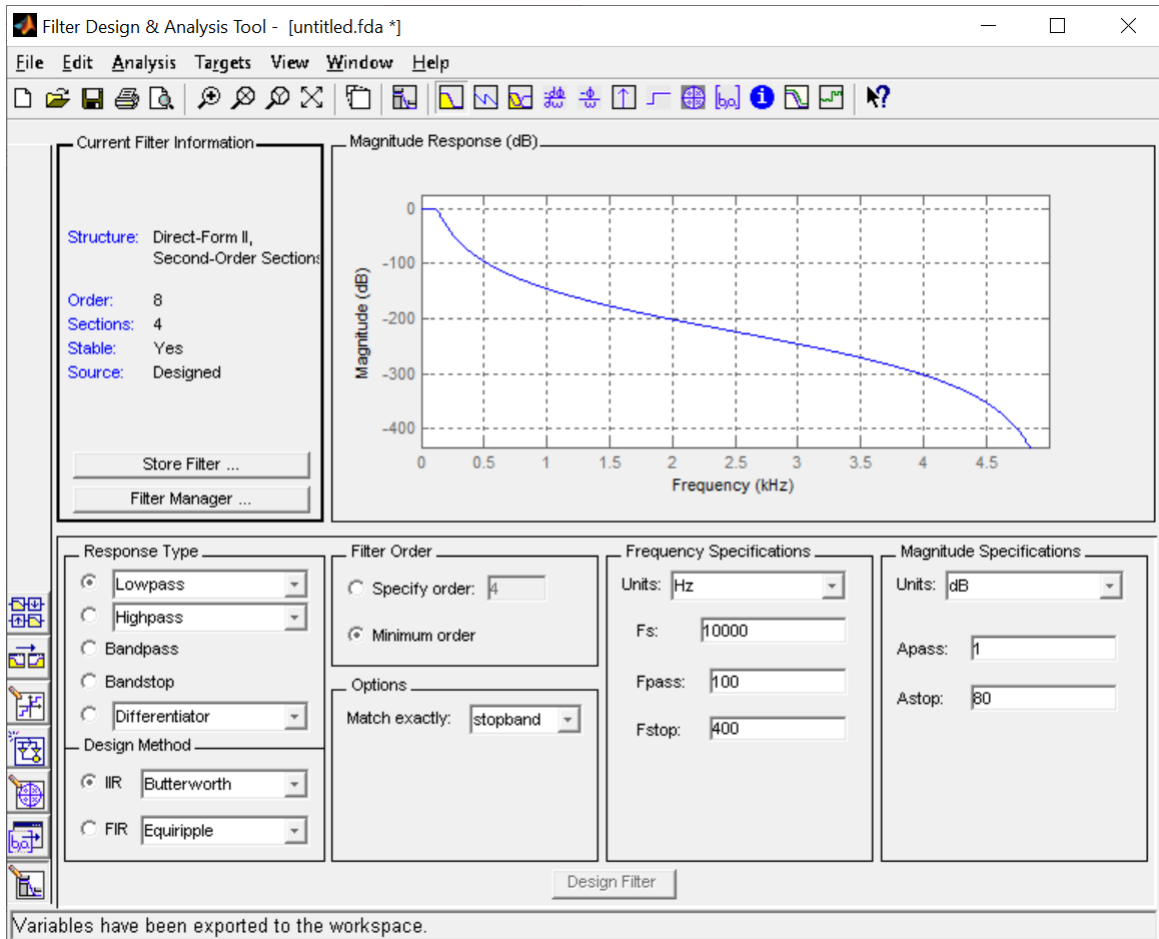 Filter Design & Analysis Tool - [untitled.fda *]
File Edit Analysis Targets View Window Help
[b,a]
Current Filter Information
Structure: Direct-Form II,
Second-Order Sections
Order: 8
Sections: 4
Stable: Yes
Source: Designed
Store Filter ...
Filter Manager ...
Magnitude Response (dB)
0
-100
-200
-300
-400
Magnitude (dB)
0 0.5 1 1.5 2 2.5 3 3.5 4 4.5
Frequency (kHz)
Response Type
Lowpass
Highpass
Bandpass
Bandstop
Differentiator
Design Method
IIR Butterworth
FIR Equiripple
Filter Order
Specify order: 4
Minimum order
Options
Match exactly: stopband
Frequency Specifications
Units: Hz
Fs: 10000
Fpass: 100
Fstop: 400
Magnitude Specifications
Units: dB
Apass: 1
Astop: 80
[b,a]
Design Filter
Variables have been exported to the workspace.